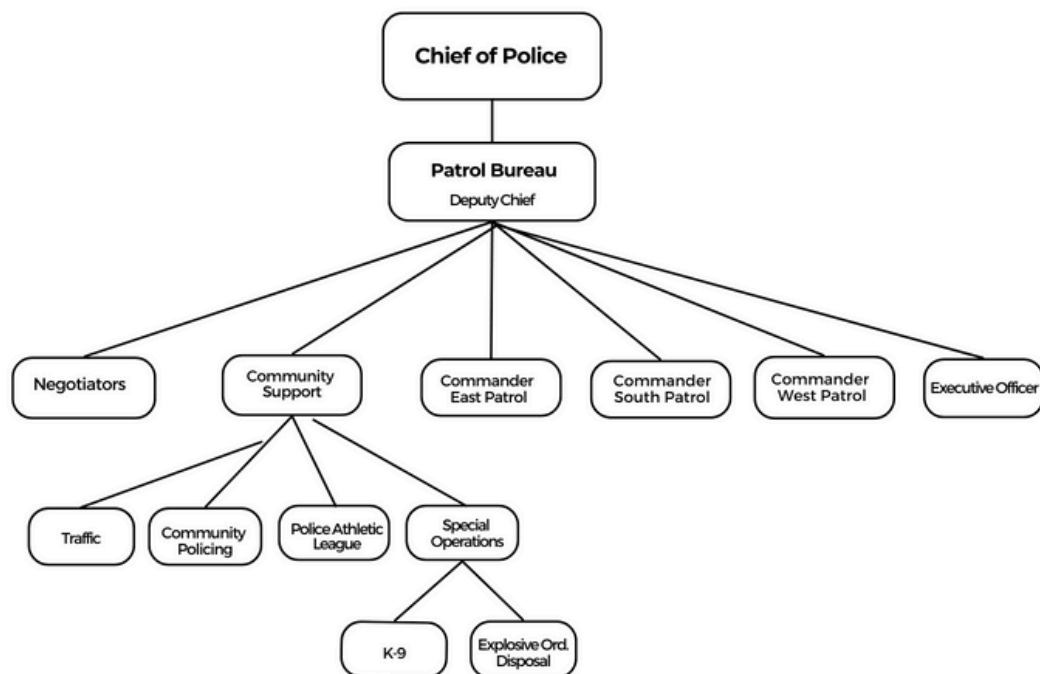 Chief of Police
Patrol Bureau
Deputy Chief
Negotiators
Community
Support
Commander
East Patrol
Commander
South Patrol
Commander
West Patrol
Executive Officer
Traffic
Community
Policing
Police Athletic
League
Special
Operations
K-9
Explosive Ord.
Disposal